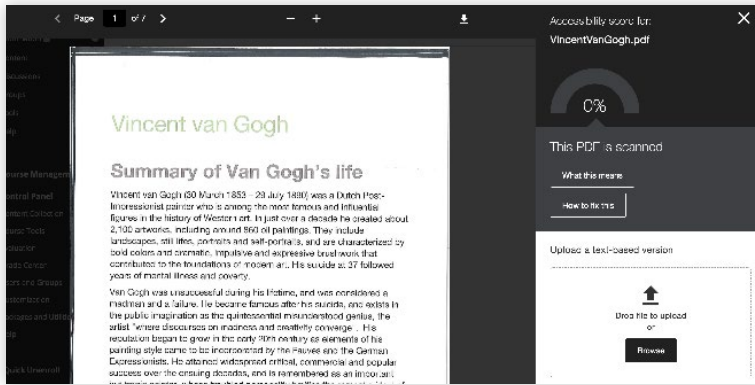 Page 1 of 7
Accessibility score for:
VincentVanGogh.pdf
0%
This PDF is scanned
What this means
How to fix this
Upload a text-based version
Drop file to upload
or
Browse
Vincent van Gogh
Summary of Van Gogh's life
Vincent van Gogh (30 March 1853 – 29 July 1890) was a Dutch Post-
Impressionist painter who is among the most famous and influential
figures in the history of Western art. In just over a decade he created about
2,100 artworks, including around 860 oil paintings. They include
landscapes, still lifes, portraits and self-portraits, and are characterized by
bold colors and dramatic, impulsive and expressive brushwork that
contributed to the foundations of modern art. His suicide at 37 followed
years of mental illness and poverty.
Van Gogh was unsuccessful during his lifetime, and was considered a
madman and a failure. He became famous after his suicide, and exists in
the public imagination as the quintessential misunderstood genius, the
artist "where discourses on madness and creativity converge". His
reputation began to grow in the early 20th century as elements of his
painting style came to be incorporated by the Fauves and the German
Expressionists. He attained widespread critical, commercial and popular
success over the ensuing decades, and is remembered as an important
Course Managem
Control Panel
Content Collection
Course Tools
Evaluation
Grade Center
Users and Groups
Customization
Packages and Utilitie
Help
Quick Unenroll